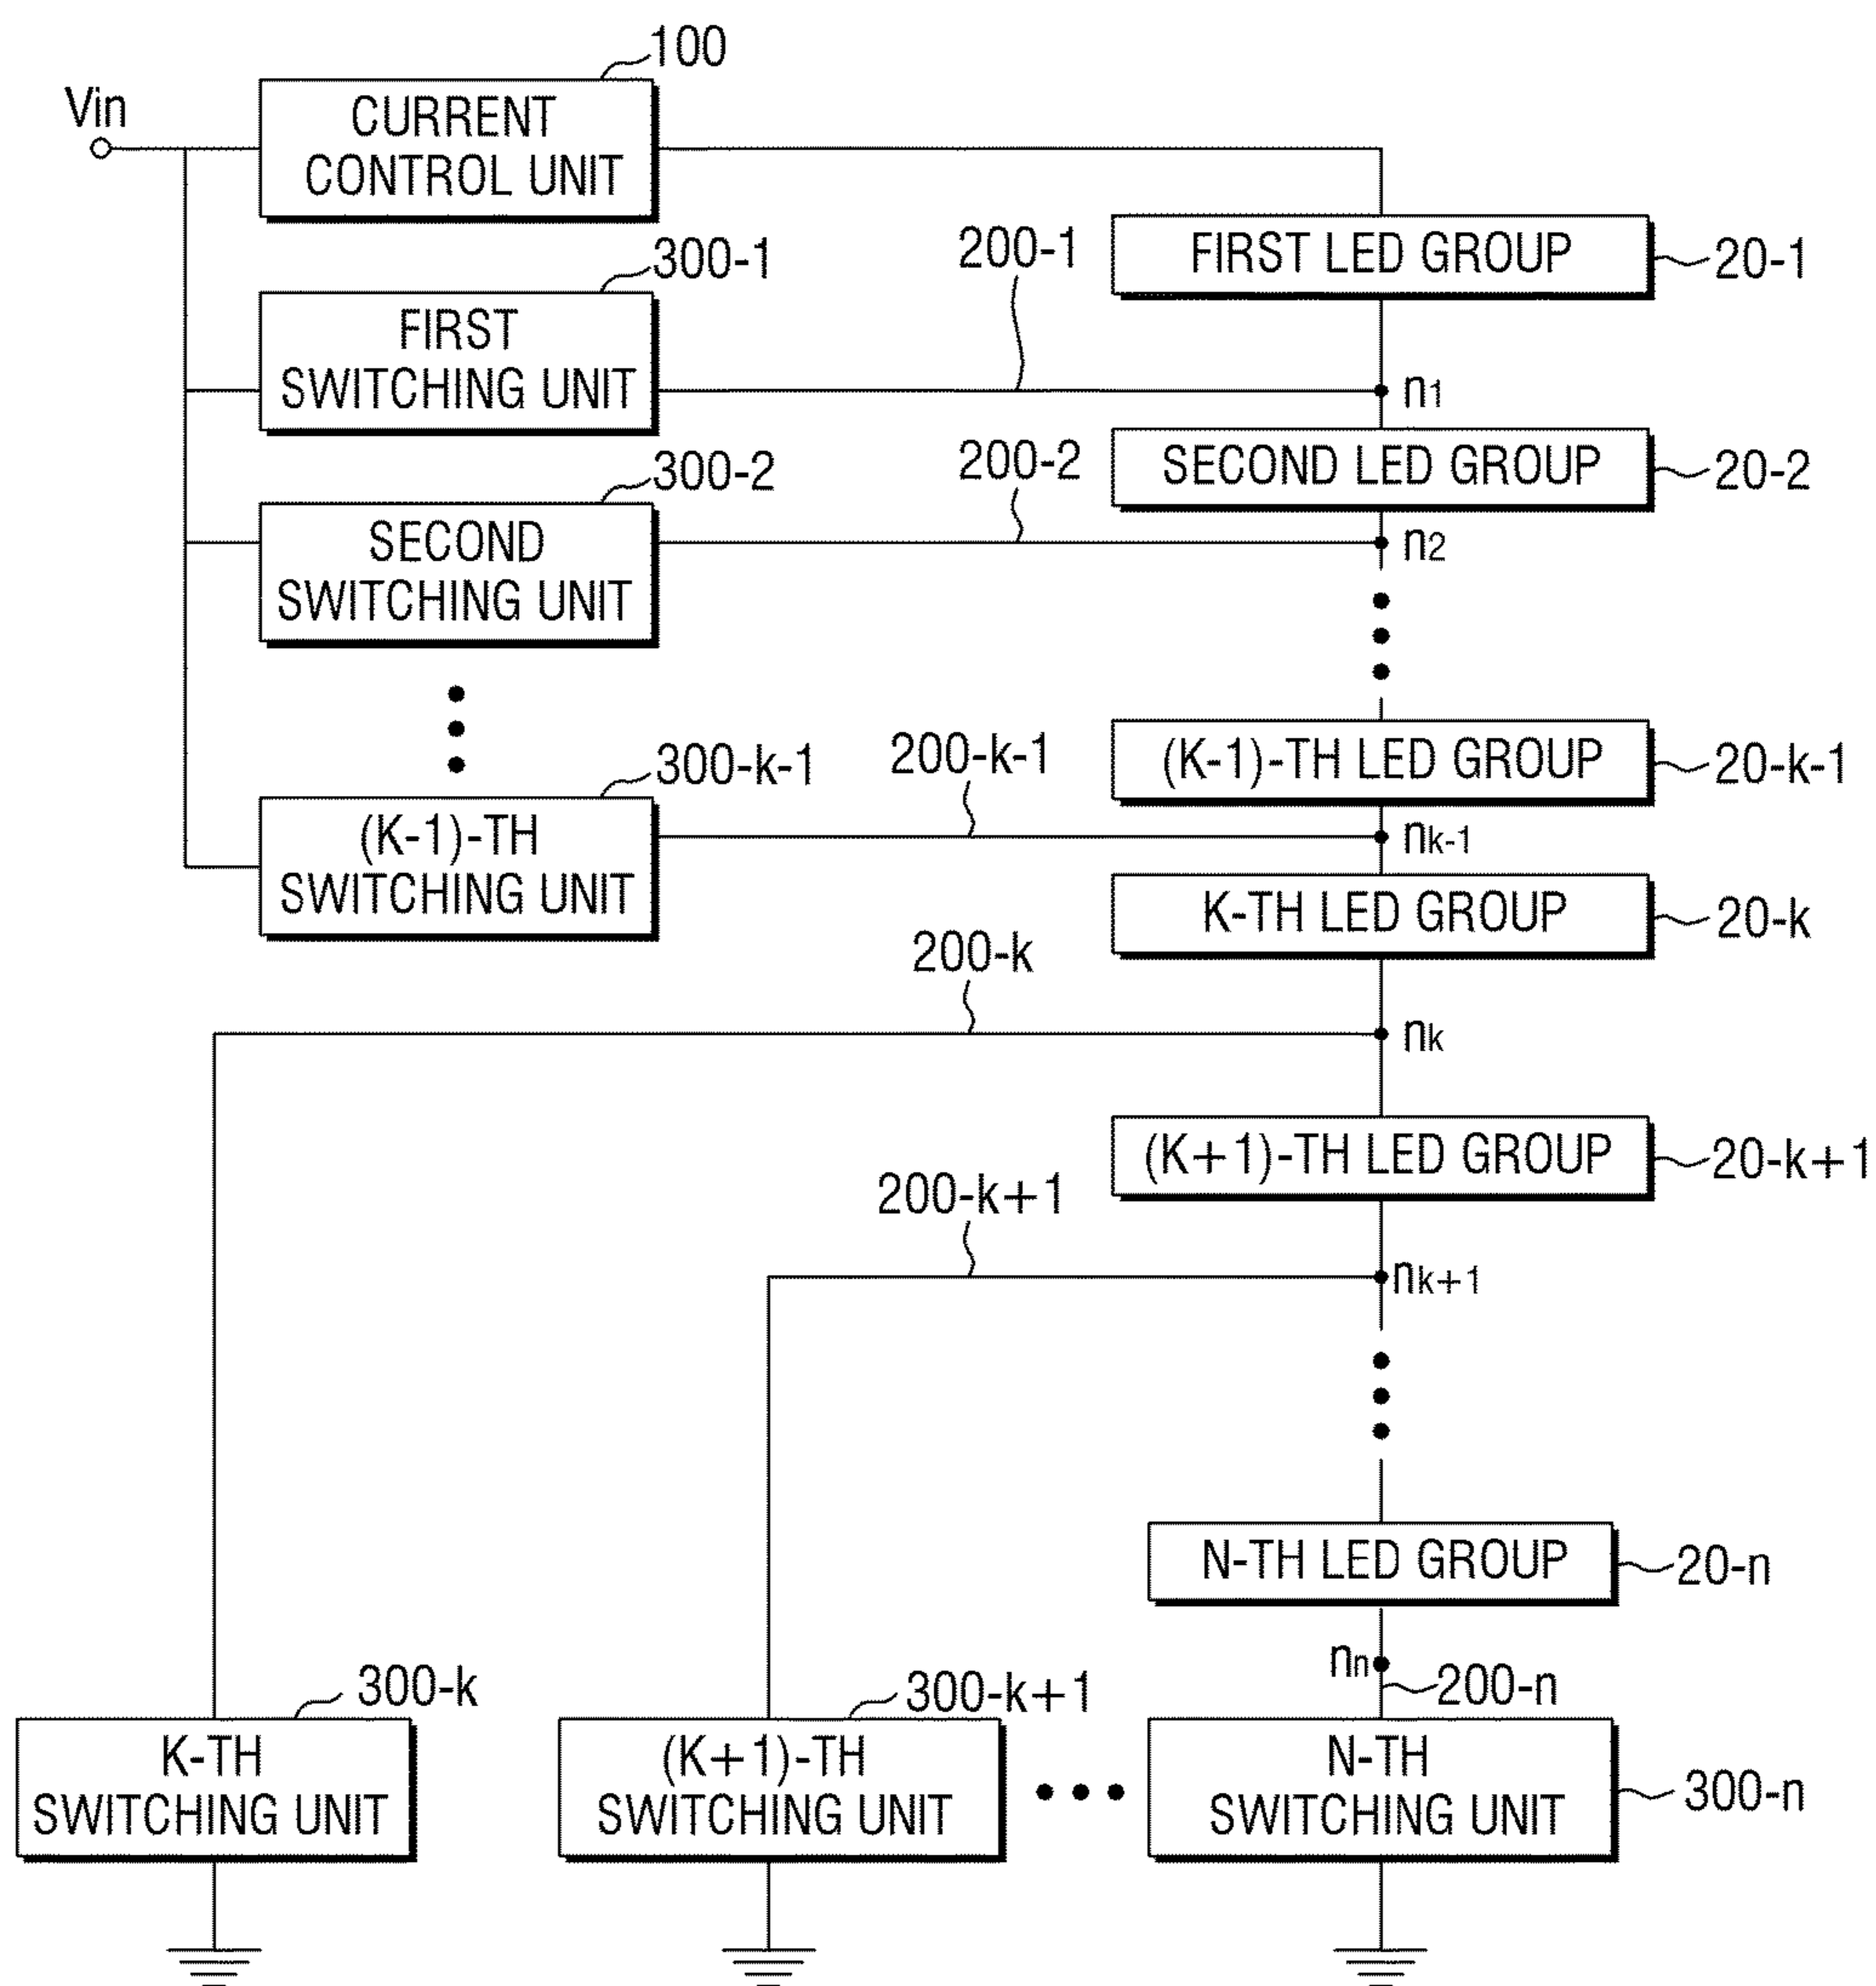 100
Vin
CURRENT
CONTROL UNIT
300-1
200-1
FIRST LED GROUP
20-1
FIRST
SWITCHING UNIT
n1
300-2
200-2
SECOND LED GROUP
20-2
SECOND
SWITCHING UNIT
n2
300-k-1
200-k-1
(K-1)-TH LED GROUP
20-k-1
(K-1)-TH
SWITCHING UNIT
nk-1
K-TH LED GROUP
20-k
200-k
nk
(K+1)-TH LED GROUP
20-k+1
200-k+1
nk+1
N-TH LED GROUP
20-n
nn
200-n
300-k
300-k+1
K-TH
SWITCHING UNIT
(K+1)-TH
SWITCHING UNIT
N-TH
SWITCHING UNIT
300-n